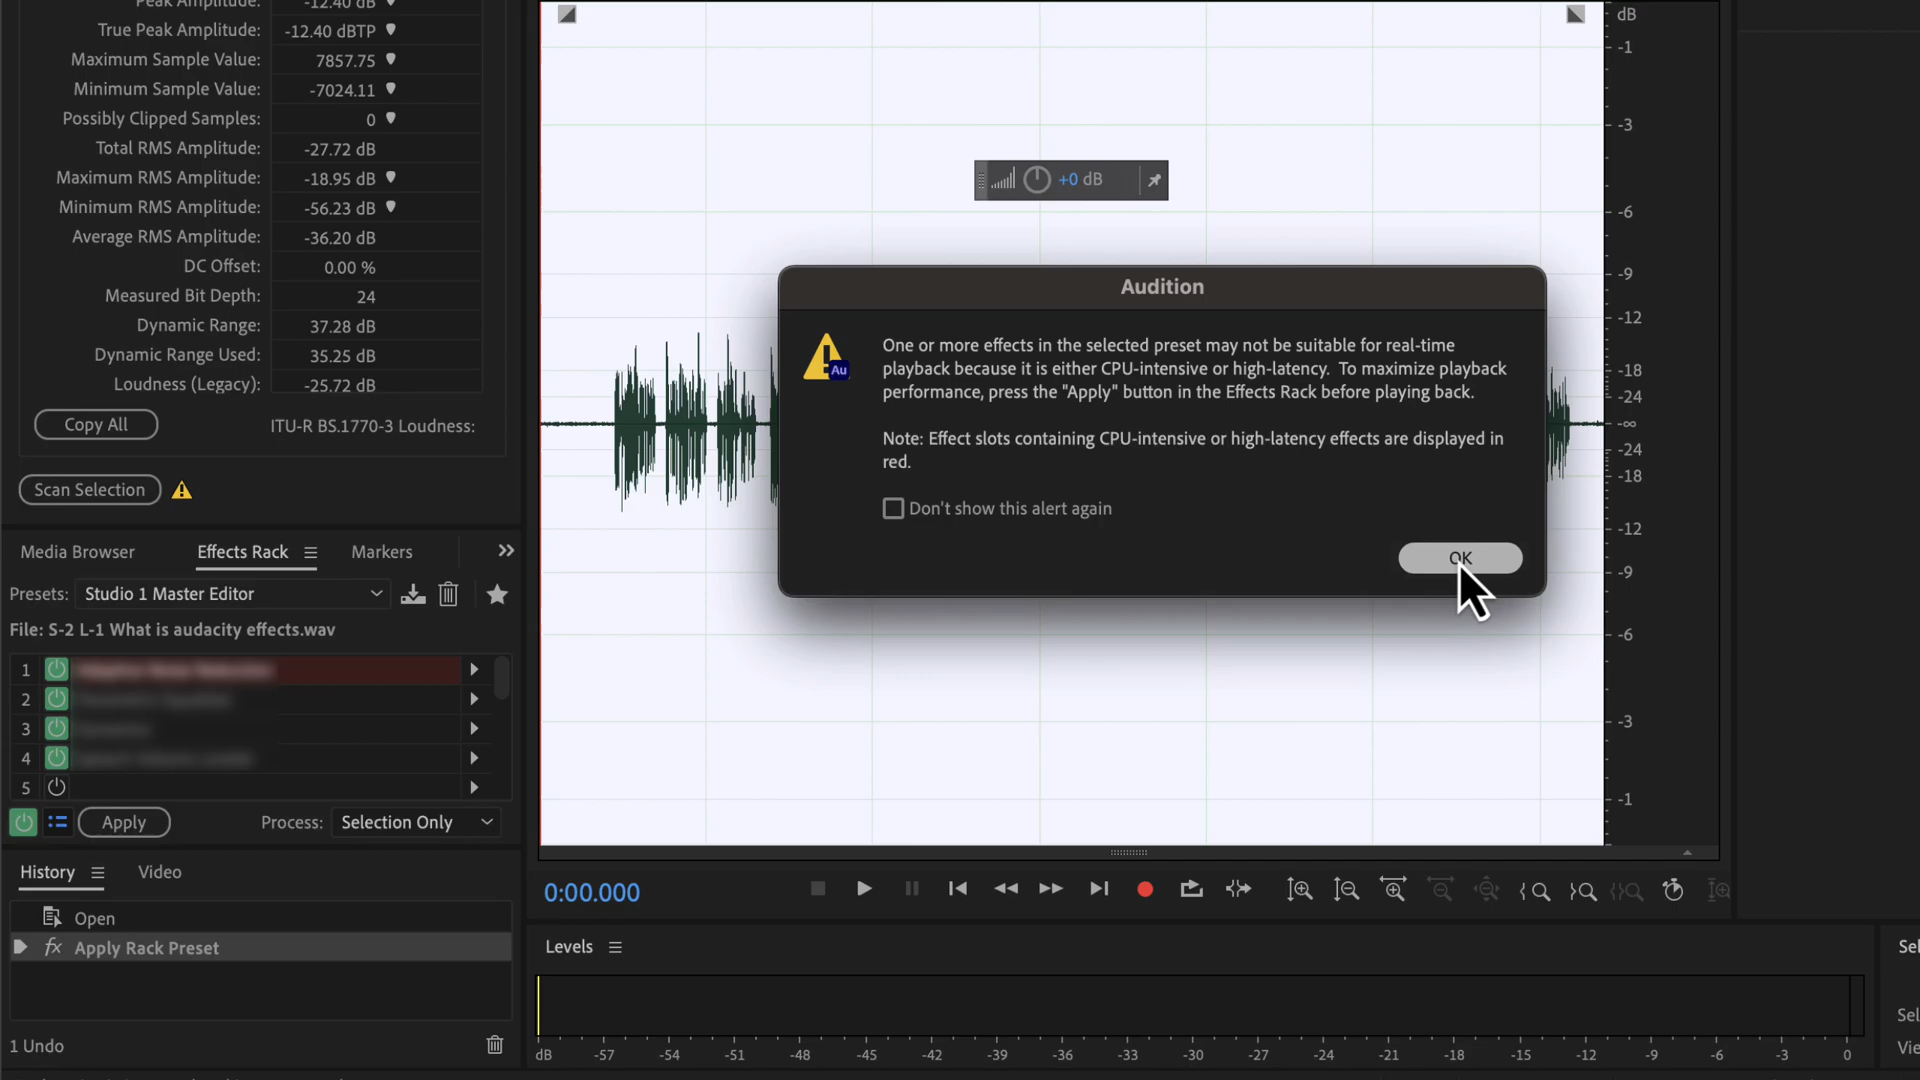 Peak Amplitude: -12.40 dB
True Peak Amplitude: -12.40 dBTP
Maximum Sample Value: 7857.75
Minimum Sample Value: -7024.11
Possibly Clipped Samples: 0
Total RMS Amplitude: -27.72 dB
Maximum RMS Amplitude: -18.95 dB
Minimum RMS Amplitude: -56.23 dB
Average RMS Amplitude: -36.20 dB
DC Offset: 0.00 %
Measured Bit Depth: 24
Dynamic Range: 37.28 dB
Dynamic Range Used: 35.25 dB
Loudness (Legacy): -25.72 dB
Copy All ITU-R BS.1770-3 Loudness:
Scan Selection
Media Browser Effects Rack Markers
Presets: Studio 1 Master Editor
File: S-2 L-1 What is audacity effects.wav
1
2
3
4
5
Apply Process: Selection Only
History Video
Open
fx Apply Rack Preset
1 Undo
+0 dB
Audition
Au
One or more effects in the selected preset may not be suitable for real-time
playback because it is either CPU-intensive or high-latency. To maximize playback
performance, press the "Apply" button in the Effects Rack before playing back.
Note: Effect slots containing CPU-intensive or high-latency effects are displayed in
red.
Don't show this alert again
OK
dB
-1
-3
-6
-9
-12
-18
-24
-∞
-24
-18
-12
-9
-6
-3
-1
0:00.000
Levels
dB -57 -54 -51 -48 -45 -42 -39 -36 -33 -30 -27 -24 -21 -18 -15 -12 -9 -6 -3 0
Sel
Sel
Vie